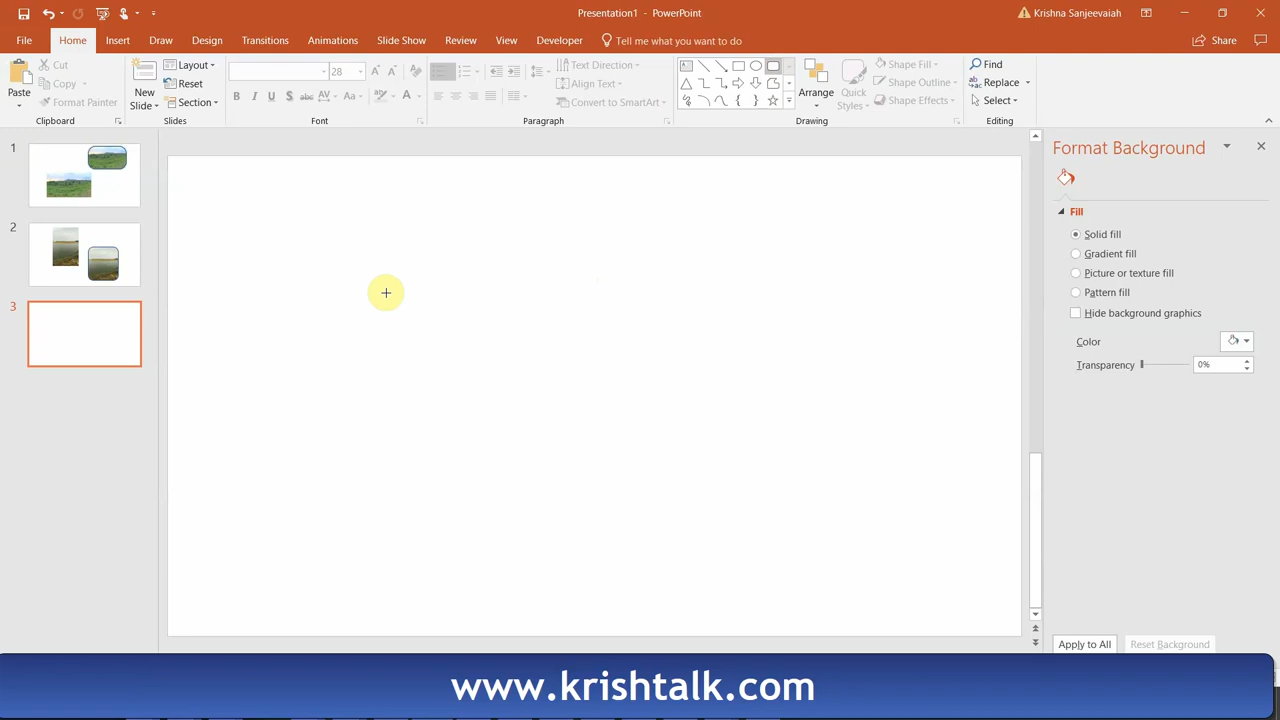 Presentation1 - PowerPoint
Krishna Sanjeevaiah
File Home Insert Draw Design Transitions Animations Slide Show Review View Developer Tell me what you want to do Share
Paste
Cut
Copy
Format Painter
Clipboard
New Slide
Layout
Reset
Section
Slides
28
B I U S abc AV Aa A
Font
Text Direction
Align Text
Convert to SmartArt
Paragraph
Arrange
Quick Styles
Shape Fill
Shape Outline
Shape Effects
Drawing
Find
Replace
Select
Editing
1
2
3
Format Background
Fill
Solid fill
Gradient fill
Picture or texture fill
Pattern fill
Hide background graphics
Color
Transparency 0%
Apply to All Reset Background
www.krishtalk.com